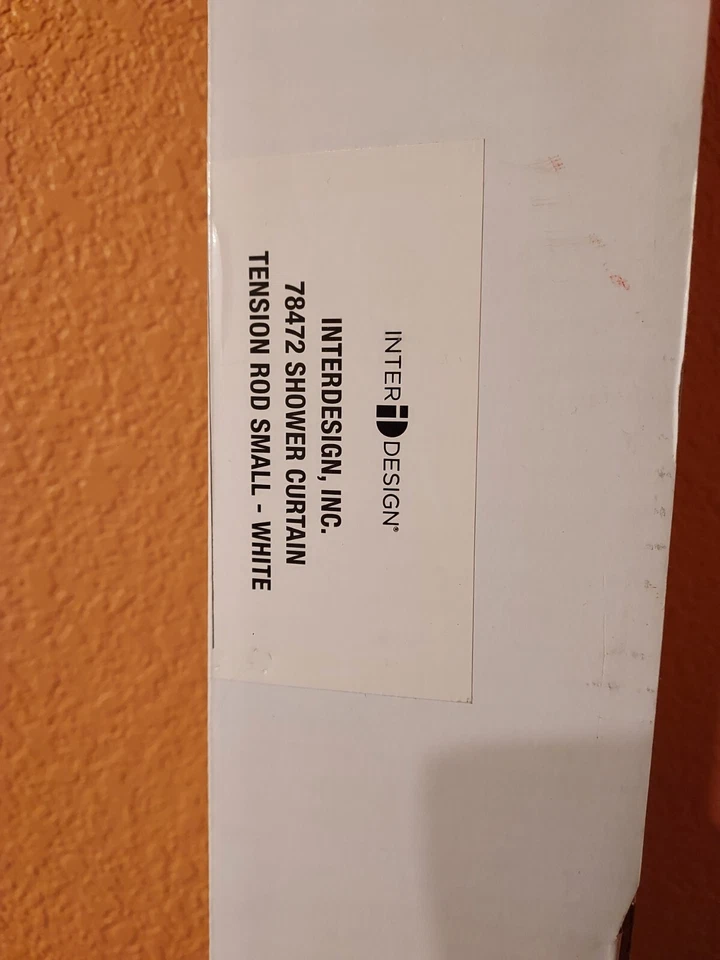 INTER DESIGN®
INTERDESIGN, INC.
78472 SHOWER CURTAIN
TENSION ROD SMALL - WHITE